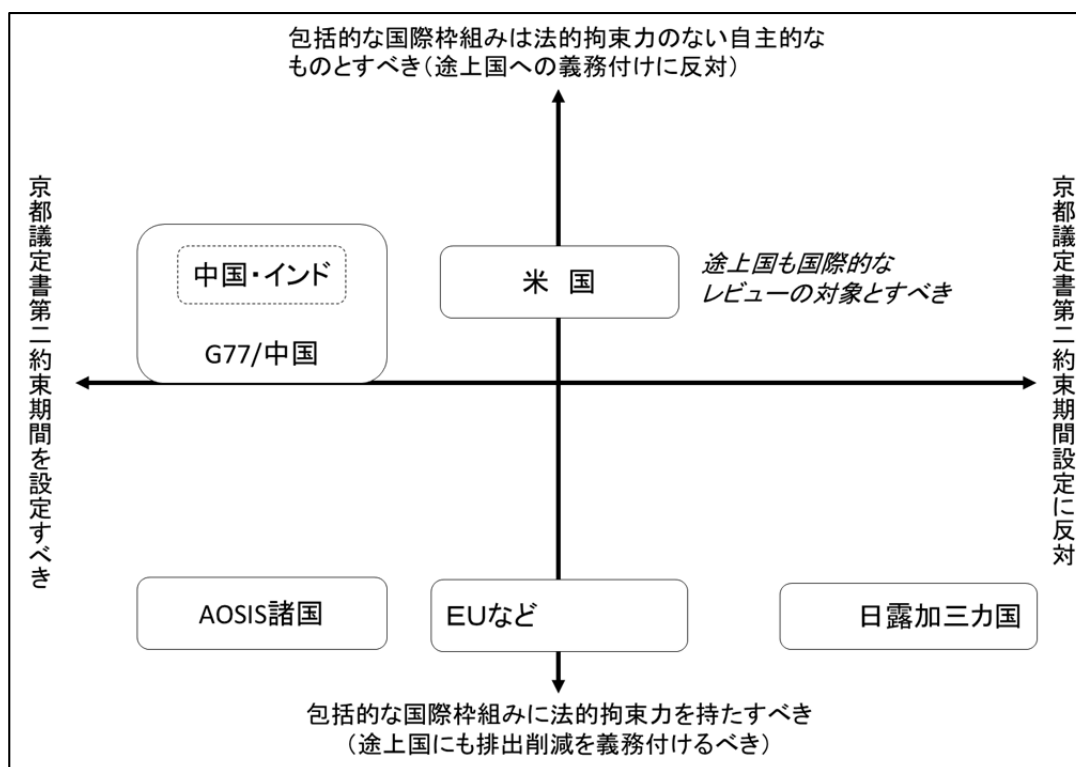 包括的な国際枠組みは法的拘束力のない自主的な
ものとすべき（途上国への義務付けに反対）
京都議定書第二約束期間を設定すべき
京都議定書第二約束期間設定に反対
中国・インド
G77/中国
米　国
途上国も国際的な
レビューの対象とすべき
AOSIS諸国
EUなど
日露加三カ国
包括的な国際枠組みに法的拘束力を持たすべき
（途上国にも排出削減を義務付けるべき）